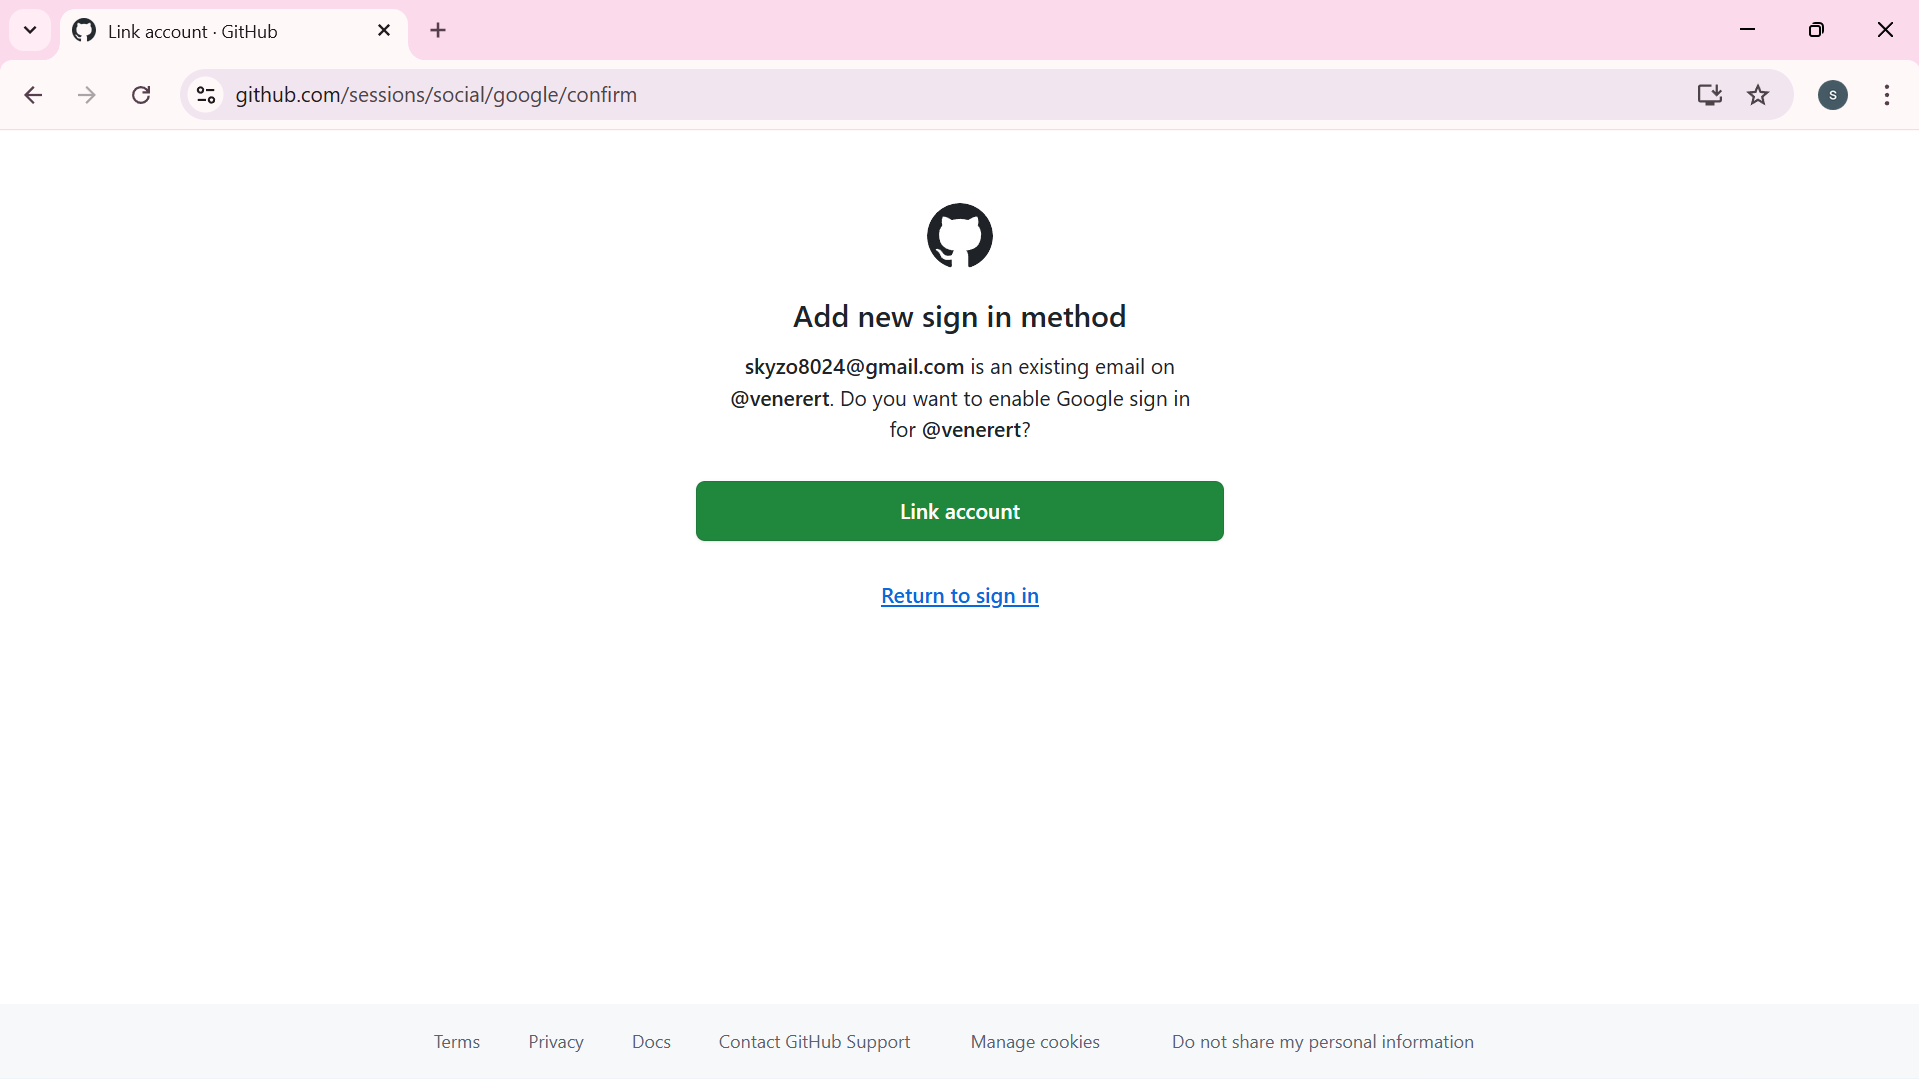 Link account · GitHub
github.com/sessions/social/google/confirm
s
Add new sign in method
skyzo8024@gmail.com is an existing email on
@venerert. Do you want to enable Google sign in
for @venerert?
Link account
Return to sign in
Terms Privacy Docs Contact GitHub Support Manage cookies Do not share my personal information